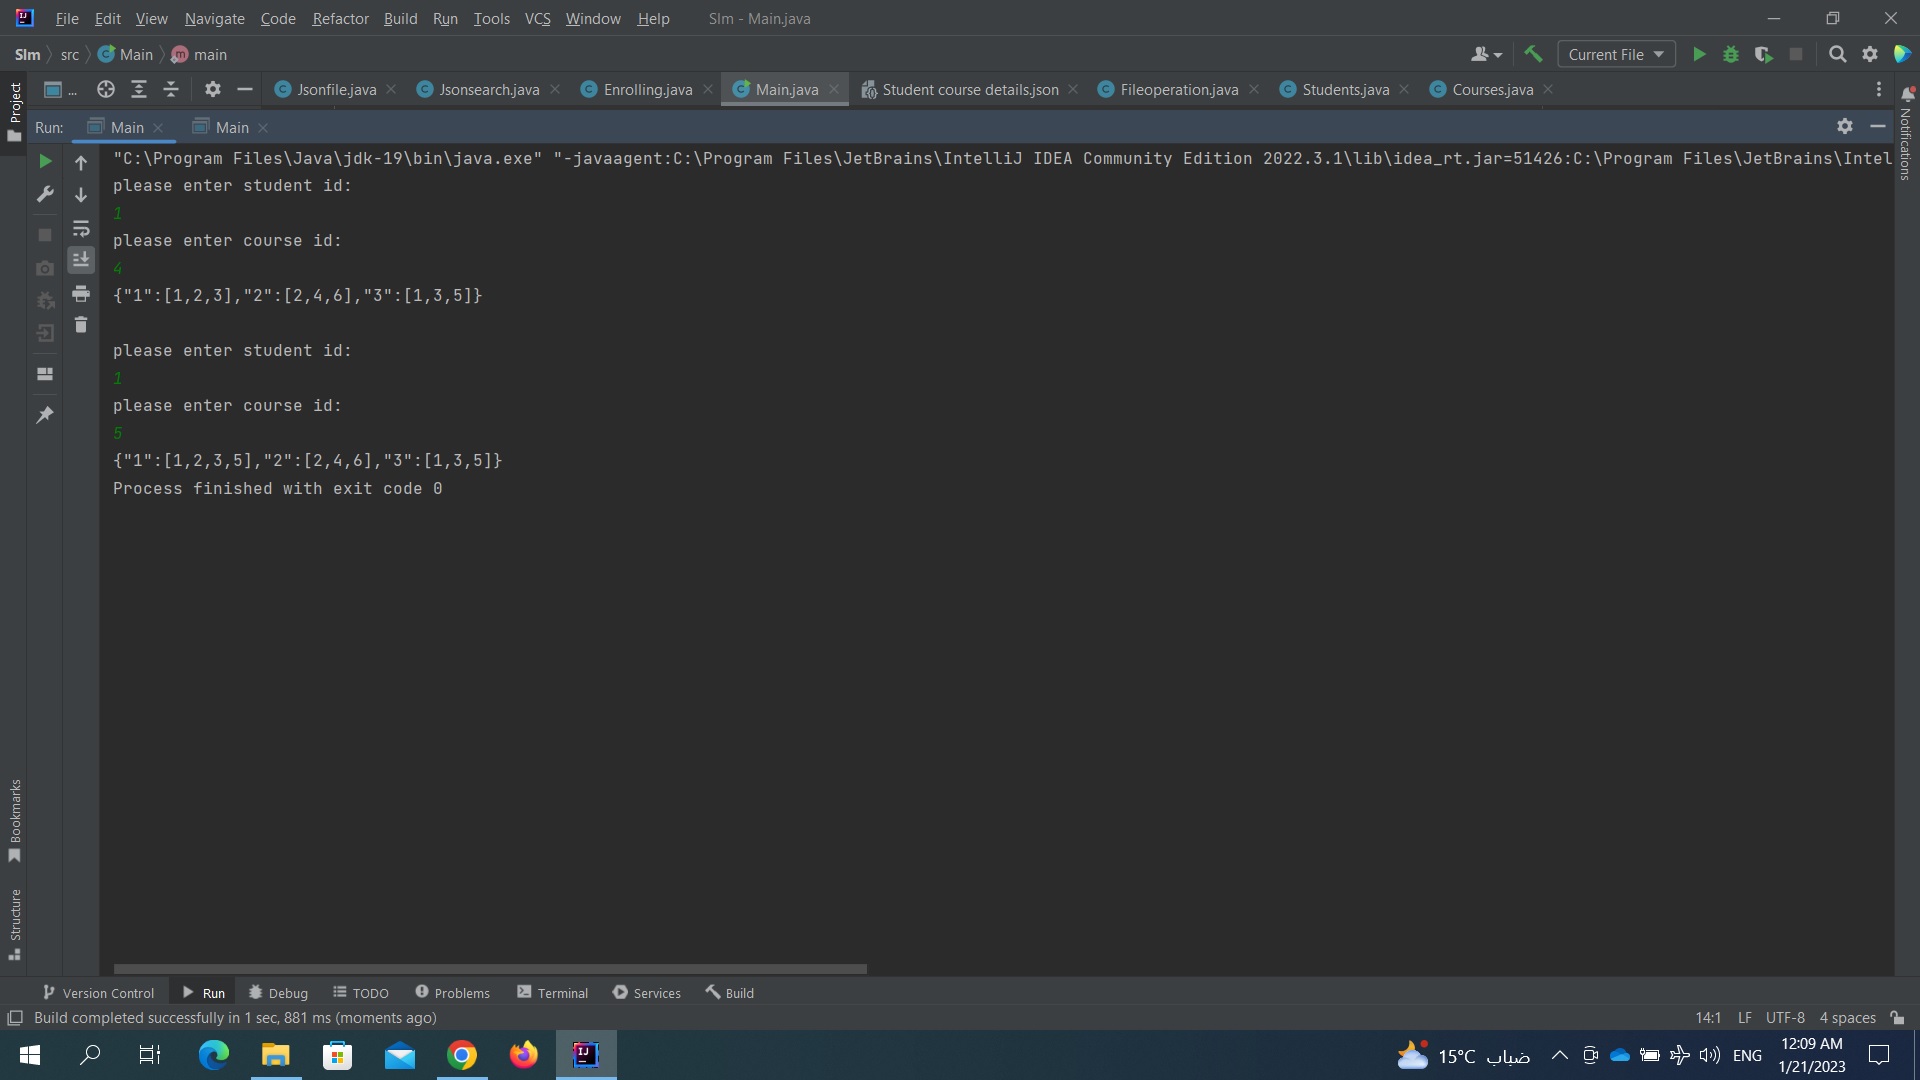 File Edit View Navigate Code Refactor Build Run Tools VCS Window Help Slm - Main.java
Slm src Main main Current File
... Jsonfile.java Jsonsearch.java Enrolling.java Main.java Student course details.json Fileoperation.java Students.java Courses.java
Project
Notifications
Run: Main Main
"C:\Program Files\Java\jdk-19\bin\java.exe" "-javaagent:C:\Program Files\JetBrains\IntelliJ IDEA Community Edition 2022.3.1\lib\idea_rt.jar=51426:C:\Program Files\JetBrains\Intel
please enter student id:
1
please enter course id:
4
{"1":[1,2,3],"2":[2,4,6],"3":[1,3,5]}
please enter student id:
1
please enter course id:
5
{"1":[1,2,3,5],"2":[2,4,6],"3":[1,3,5]}
Process finished with exit code 0
Bookmarks
Structure
Version Control Run Debug TODO Problems Terminal Services Build
Build completed successfully in 1 sec, 881 ms (moments ago) 14:1 LF UTF-8 4 spaces
15°C ضباب ENG 12:09 AM
1/21/2023